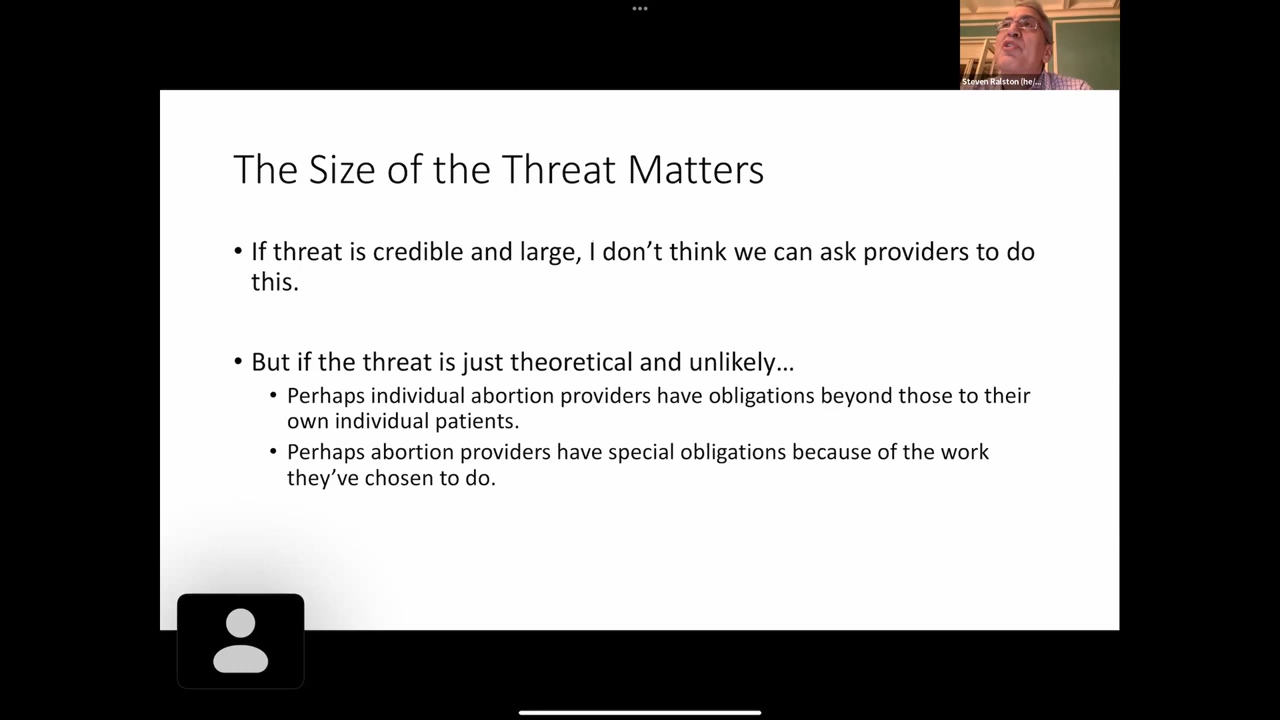 Steven Ralston (he/...
The Size of the Threat Matters
• If threat is credible and large, I don’t think we can ask providers to do
this.
• But if the threat is just theoretical and unlikely...
• Perhaps individual abortion providers have obligations beyond those to their
own individual patients.
• Perhaps abortion providers have special obligations because of the work
they’ve chosen to do.